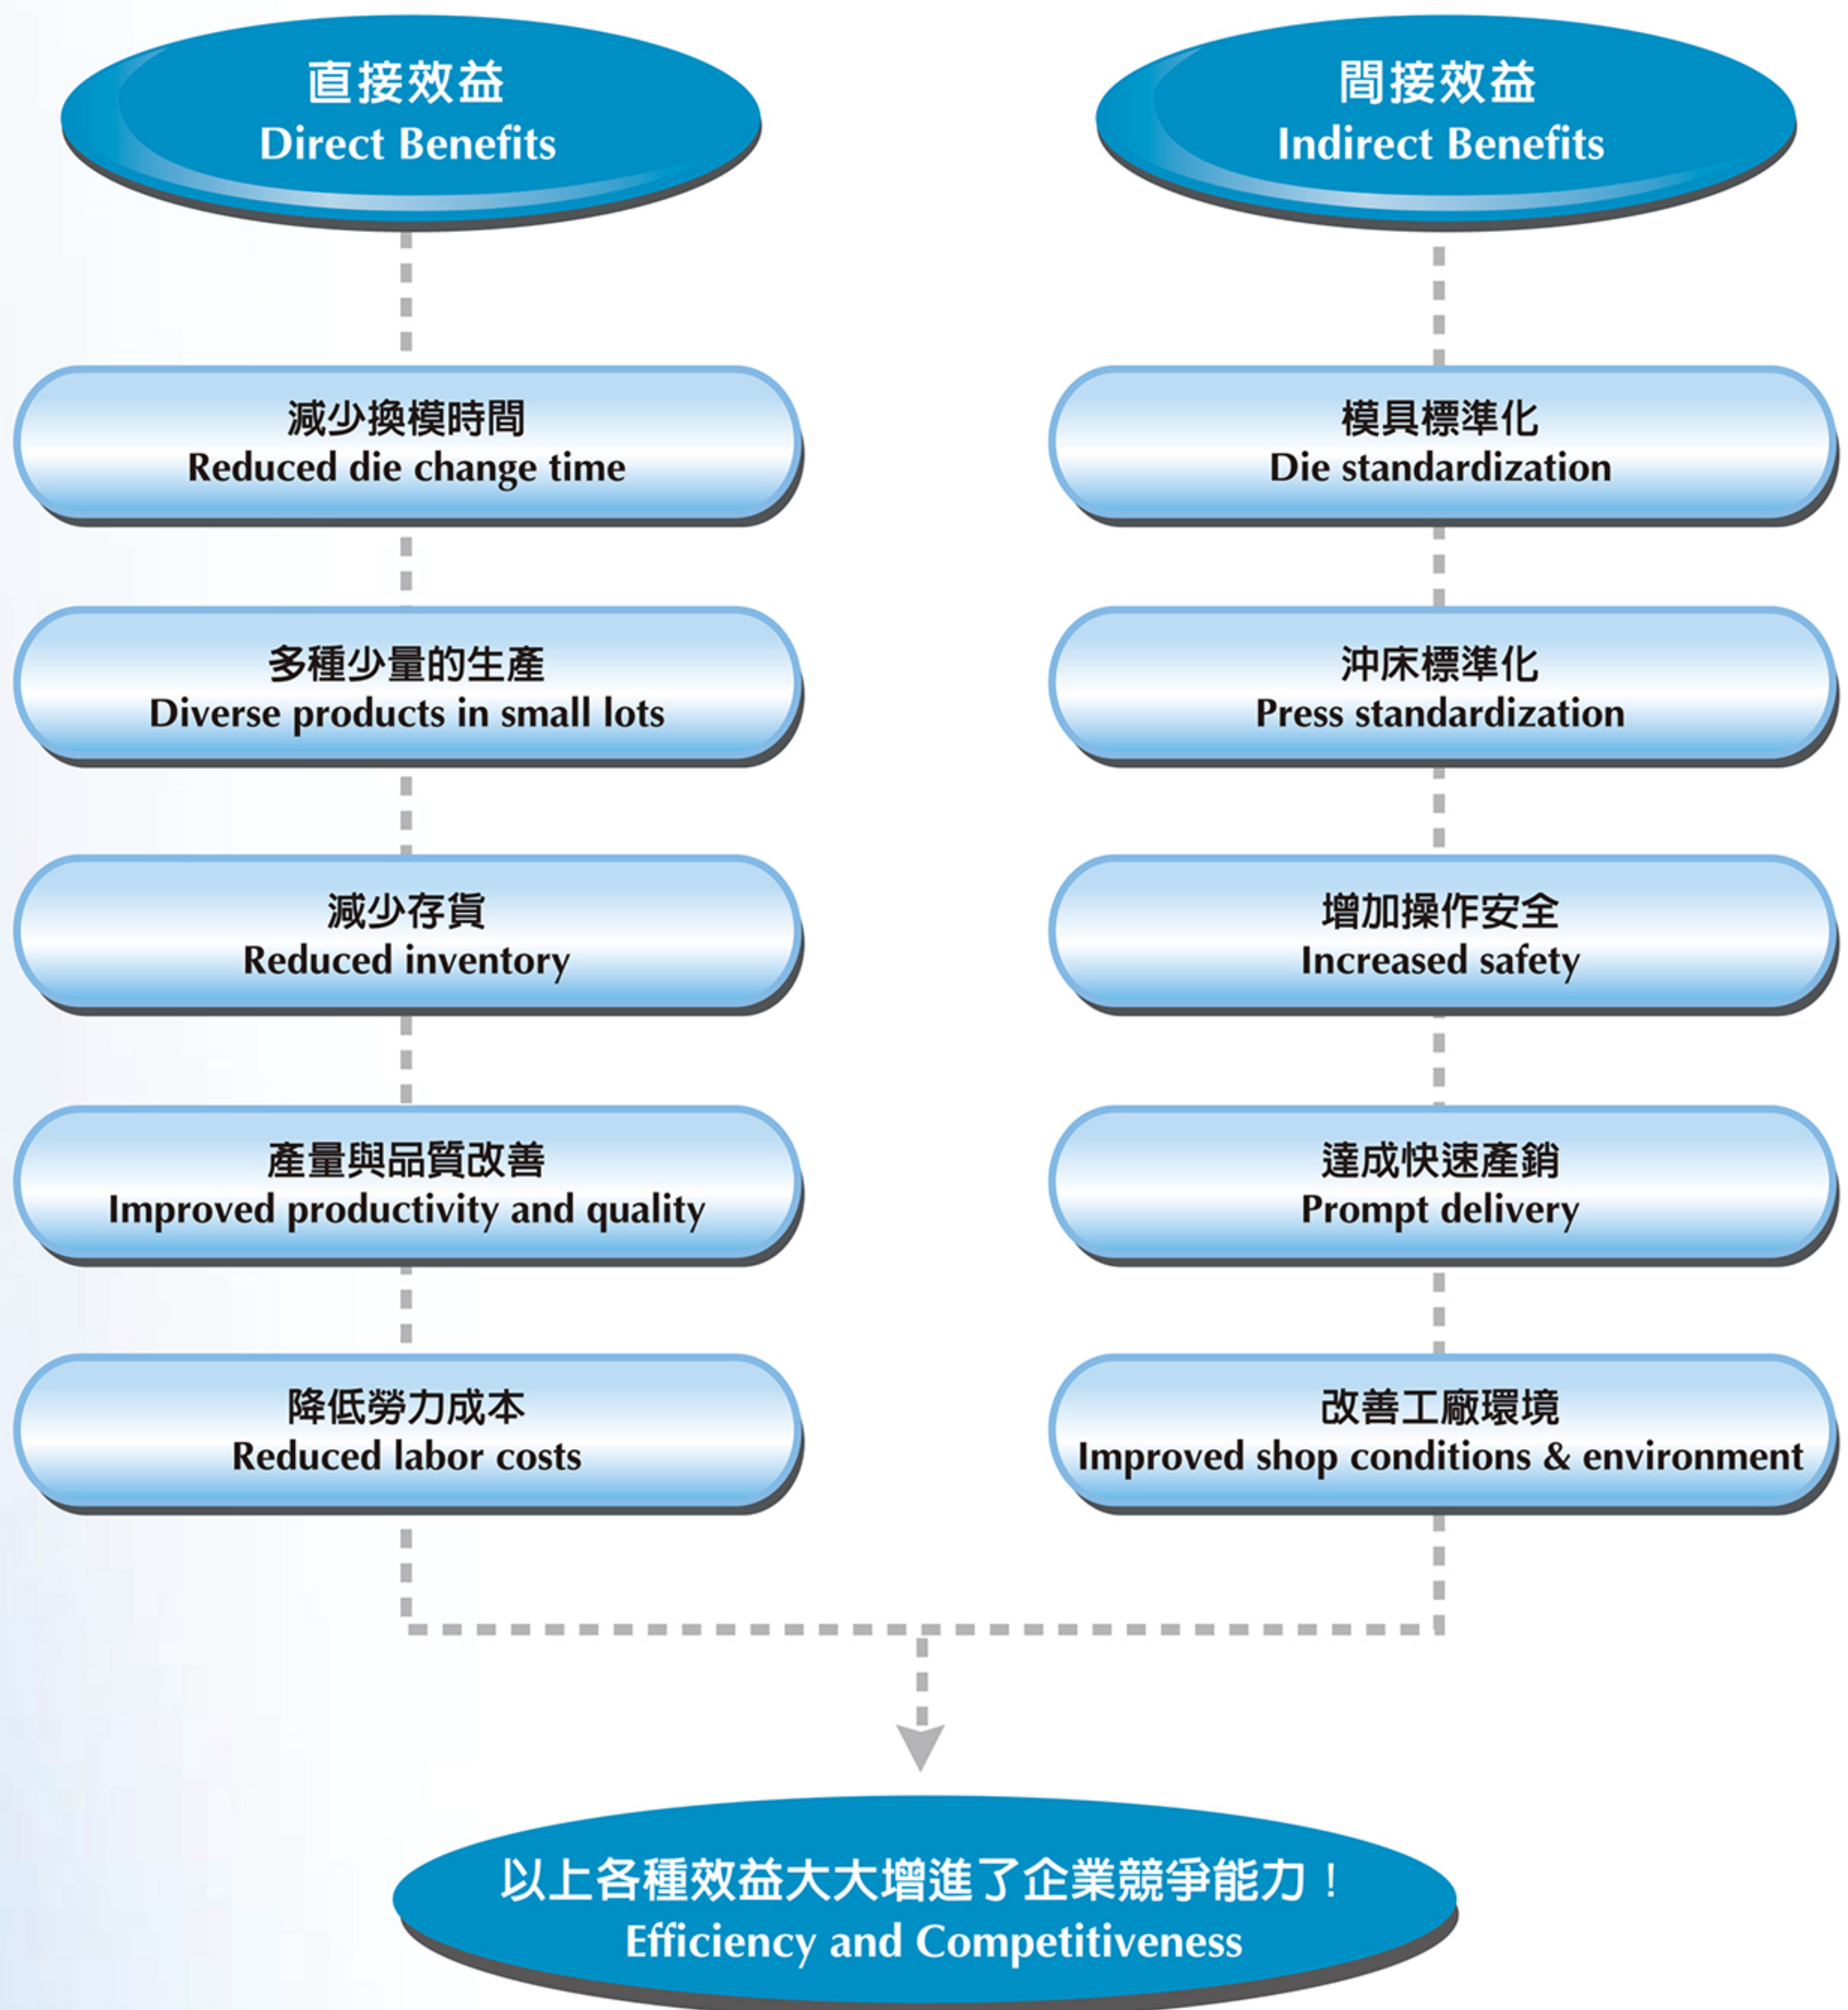 直接效益
Direct Benefits
減少換模時間
Reduced die change time
多種少量的生產
Diverse products in small lots
減少存貨
Reduced inventory
產量與品質改善
Improved productivity and quality
降低勞力成本
Reduced labor costs
間接效益
Indirect Benefits
模具標準化
Die standardization
沖床標準化
Press standardization
增加操作安全
Increased safety
達成快速產銷
Prompt delivery
改善工廠環境
Improved shop conditions & environment
以上各種效益大大增進了企業競爭能力！
Efficiency and Competitiveness